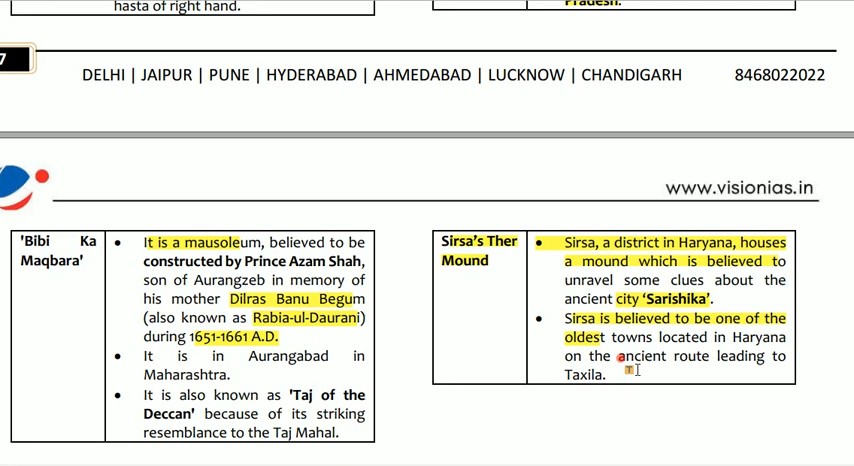 hasta of right hand.
Pradesh.
7
DELHI | JAIPUR | PUNE | HYDERABAD | AHMEDABAD | LUCKNOW | CHANDIGARH 8468022022
www.visionias.in
'Bibi Ka
Maqbara'
• It is a mausoleum, believed to be
constructed by Prince Azam Shah,
son of Aurangzeb in memory of
his mother Dilras Banu Begum
(also known as Rabia-ul-Daurani)
during 1651-1661 A.D.
• It is in Aurangabad in
Maharashtra.
• It is also known as 'Taj of the
Deccan' because of its striking
resemblance to the Taj Mahal.
Sirsa's Ther
Mound
• Sirsa, a district in Haryana, houses
a mound which is believed to
unravel some clues about the
ancient city 'Sarishika'.
• Sirsa is believed to be one of the
oldest towns located in Haryana
on the ancient route leading to
Taxila.
T